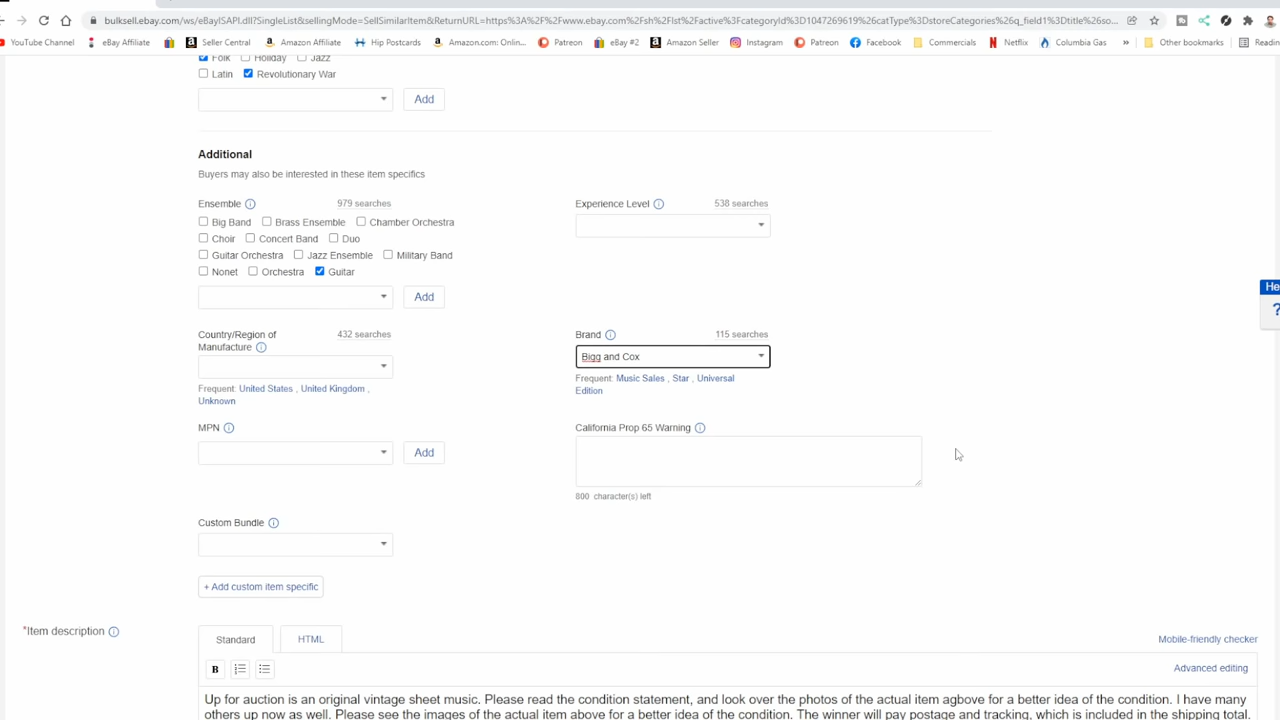 bulksell.ebay.com/ws/eBayISAPI.dll?SingleList&sellingMode=SellSimilarItem&ReturnURL=https%3A%2F%2Fwww.ebay.com%2Fsh%2Flst%2Factive%3FcategoryId%3D1047269619%26catType%3DstoreCategories%26q_field1%3Dtitle%26so...
YouTube Channel eBay Affiliate Seller Central Amazon Affiliate Hip Postcards Amazon.com: Onlin... Patreon eBay #2 Amazon Seller Instagram Patreon Facebook Commercials Netflix Columbia Gas » Other bookmarks Readin
Folk Holiday Jazz
Latin Revolutionary War
Add
Additional
Buyers may also be interested in these item specifics
Ensemble 979 searches
Big Band Brass Ensemble Chamber Orchestra
Choir Concert Band Duo
Guitar Orchestra Jazz Ensemble Military Band
Nonet Orchestra Guitar
Add
Experience Level 538 searches
Country/Region of Manufacture 432 searches
Frequent: United States , United Kingdom ,
Unknown
Brand 115 searches
Bigg and Cox
Frequent: Music Sales , Star , Universal
Edition
MPN
Add
California Prop 65 Warning
800 character(s) left
Custom Bundle
+ Add custom item specific
*Item description
Standard HTML
Mobile-friendly checker
B
Advanced editing
Up for auction is an original vintage sheet music. Please read the condition statement, and look over the photos of the actual item agbove for a better idea of the condition. I have many
others up now as well. Please see the images of the actual item above for a better idea of the condition. The winner will pay postage and tracking, which is included in the shipping total.
He
?